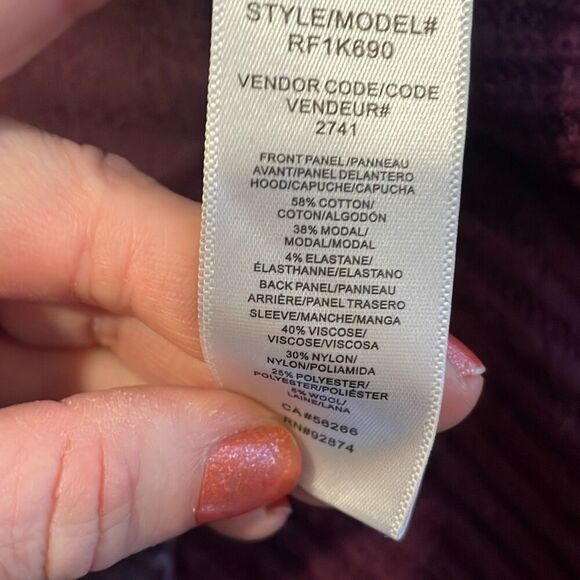 STYLE/MODEL#
RF1K690
VENDOR CODE/CODE
VENDEUR#
2741
FRONT PANEL/PANNEAU
AVANT/PANEL DELANTERO
HOOD/CAPUCHE/CAPUCHA
58% COTTON/
COTON/ALGODÓN
38% MODAL/
MODAL/MODAL
4% ELASTANE/
ÉLASTHANNE/ELASTANO
BACK PANEL/PANNEAU
ARRIÈRE/PANEL TRASERO
SLEEVE/MANCHE/MANGA
40% VISCOSE/
VISCOSE/VISCOSA
30% NYLON/
NYLON/POLIAMIDA
25% POLYESTER/
POLYESTER/POLIÉSTER
5% WOOL/
LAINE/LANA
CA#56266
RN#92874